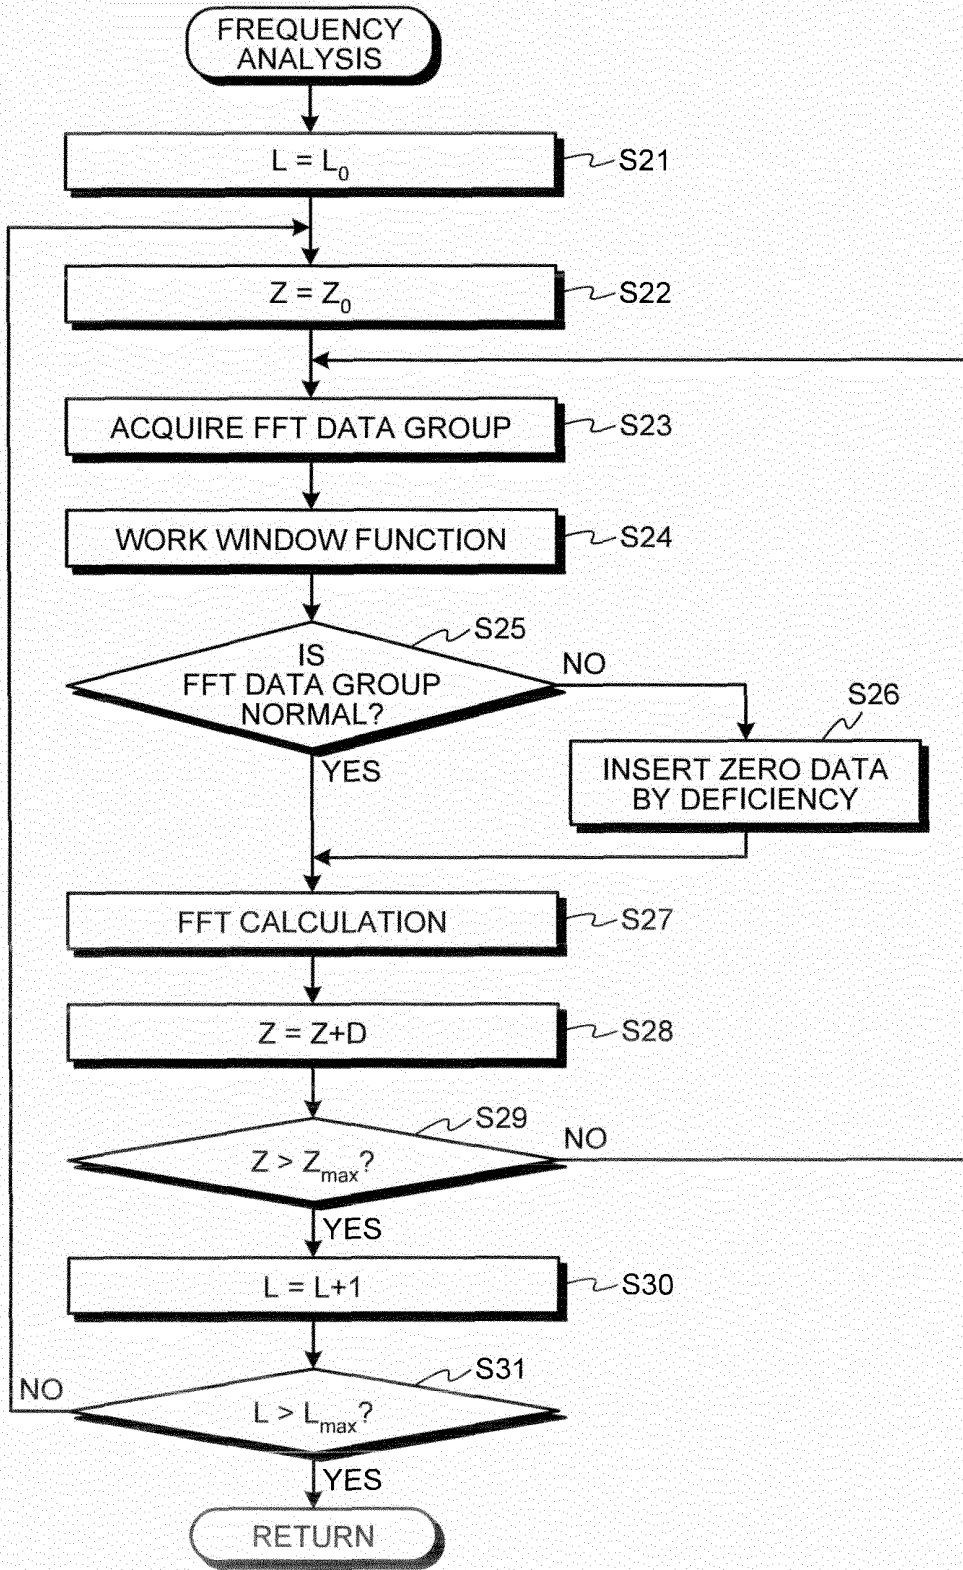 FREQUENCY
ANALYSIS
L = L₀
S21
Z = Z₀
S22
ACQUIRE FFT DATA GROUP
S23
WORK WINDOW FUNCTION
S24
S25
IS
FFT DATA GROUP
NORMAL?
NO
YES
S26
INSERT ZERO DATA
BY DEFICIENCY
FFT CALCULATION
S27
Z = Z+D
S28
S29
Z > Zmax?
NO
YES
L = L+1
S30
S31
NO
L > Lmax?
YES
RETURN